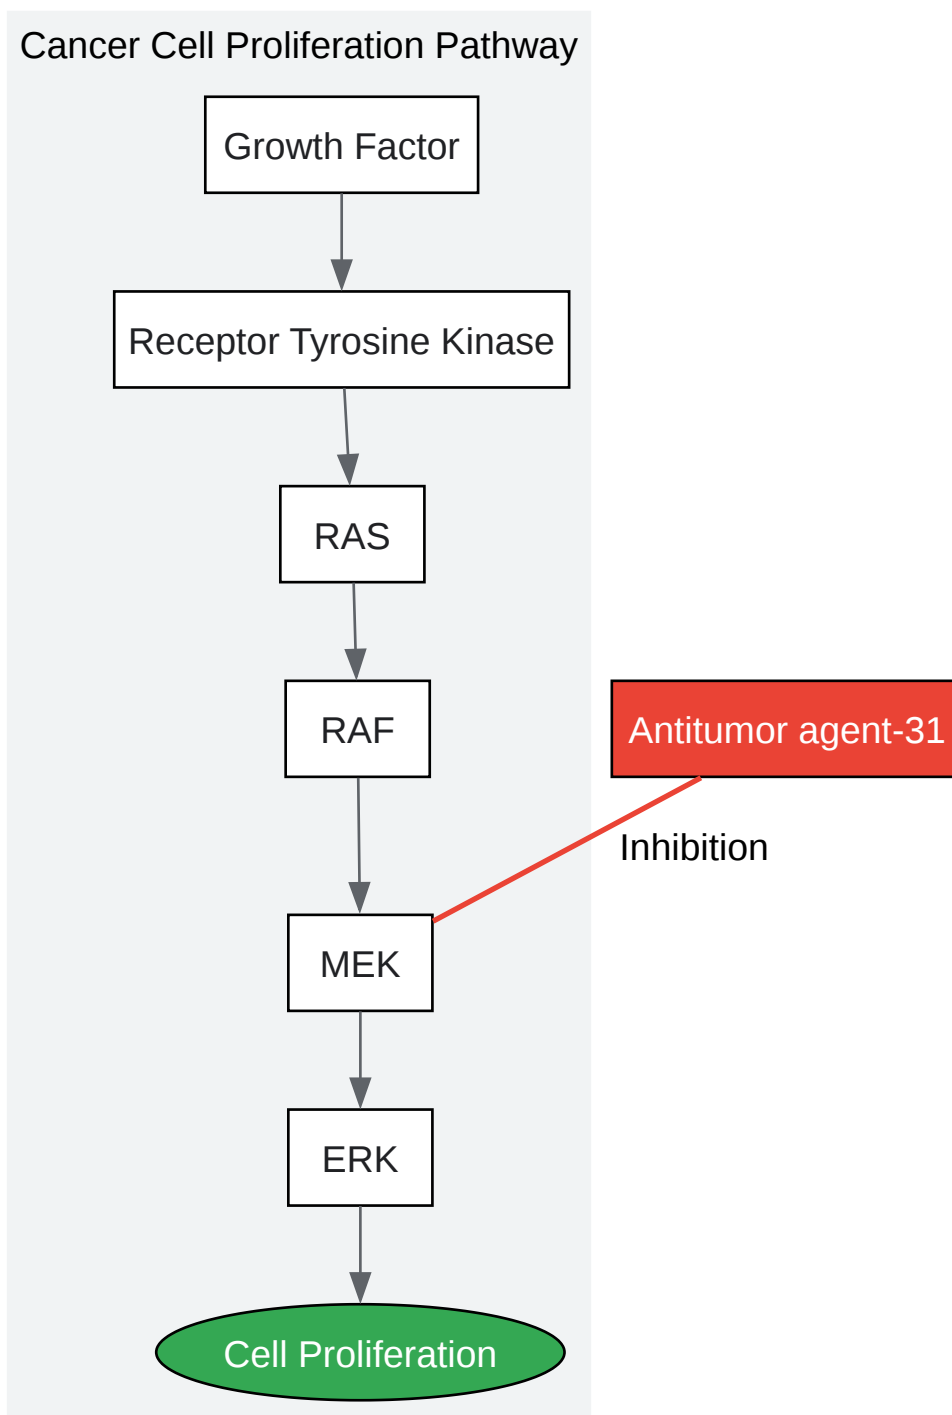 Cancer Cell Proliferation Pathway
Growth Factor
Receptor Tyrosine Kinase
RAS
RAF
Antitumor agent-31
Inhibition
MEK
ERK
Cell Proliferation